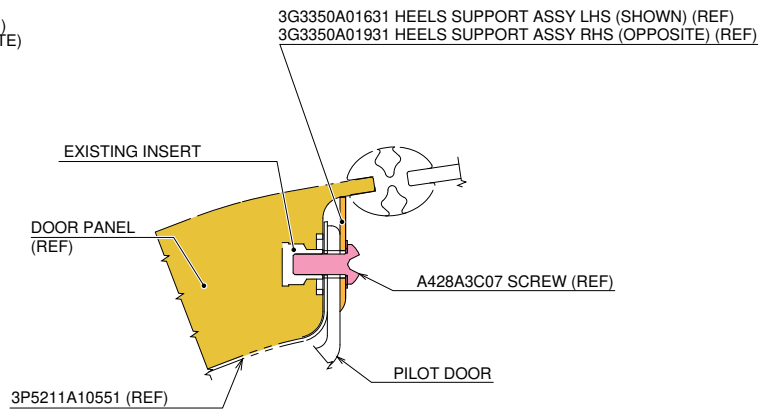 )
TE)
3G3350A01631 HEELS SUPPORT ASSY LHS (SHOWN) (REF)
3G3350A01931 HEELS SUPPORT ASSY RHS (OPPOSITE) (REF)
EXISTING INSERT
DOOR PANEL
(REF)
A428A3C07 SCREW (REF)
PILOT DOOR
3P5211A10551 (REF)